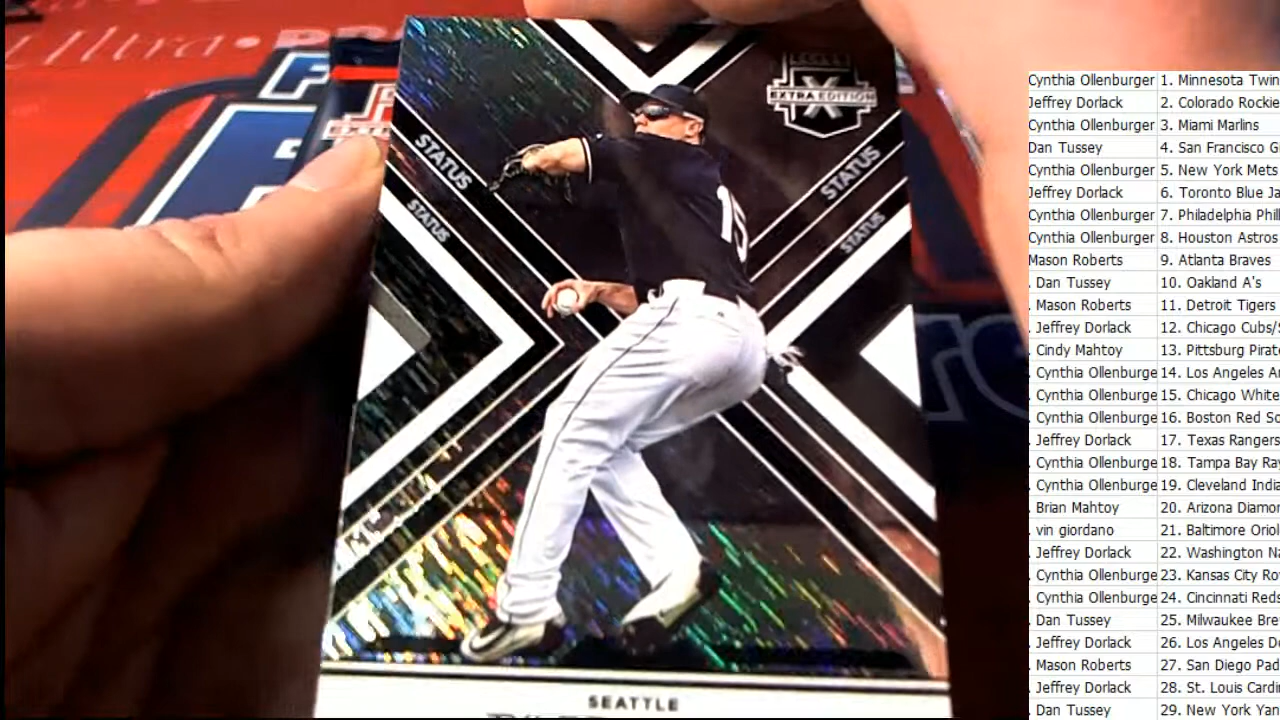 Ultra PRO
EXTRA EDITION
X
STATUS
STATUS
STATUS
STATUS
15
SEATTLE
Cynthia Ollenburger 1. Minnesota Twin
Jeffrey Dorlack 2. Colorado Rockie
Cynthia Ollenburger 3. Miami Marlins
Dan Tussey 4. San Francisco G
Cynthia Ollenburger 5. New York Mets
Jeffrey Dorlack 6. Toronto Blue Ja
Cynthia Ollenburger 7. Philadelphia Phill
Cynthia Ollenburger 8. Houston Astros
Mason Roberts 9. Atlanta Braves
. Dan Tussey 10. Oakland A's
. Mason Roberts 11. Detroit Tigers
. Jeffrey Dorlack 12. Chicago Cubs/
. Cindy Mahtoy 13. Pittsburg Pirate
. Cynthia Ollenburge 14. Los Angeles An
. Cynthia Ollenburge 15. Chicago White
. Cynthia Ollenburge 16. Boston Red So
. Jeffrey Dorlack 17. Texas Rangers
. Cynthia Ollenburge 18. Tampa Bay Ray
. Cynthia Ollenburge 19. Cleveland India
. Brian Mahtoy 20. Arizona Diamon
. vin giordano 21. Baltimore Oriol
. Jeffrey Dorlack 22. Washington Na
. Cynthia Ollenburge 23. Kansas City Ro
. Cynthia Ollenburge 24. Cincinnati Reds
. Dan Tussey 25. Milwaukee Bre
. Jeffrey Dorlack 26. Los Angeles Do
. Mason Roberts 27. San Diego Pad
. Jeffrey Dorlack 28. St. Louis Cardi
. Dan Tussey 29. New York Yan